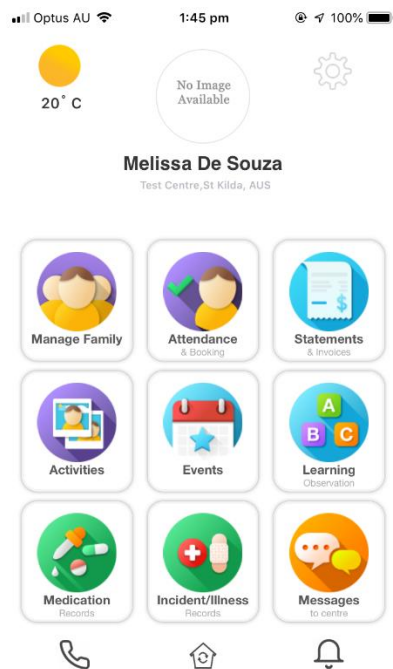 Optus AU 1:45 pm 100%
20° C
No Image
Available
Melissa De Souza
Test Centre,St Kilda, AUS
Manage Family
Attendance
& Booking
Statements
& Invoices
$
Activities
Events
Learning
Observation
A
B C
Medication
Records
Incident/Illness
Records
Messages
to centre